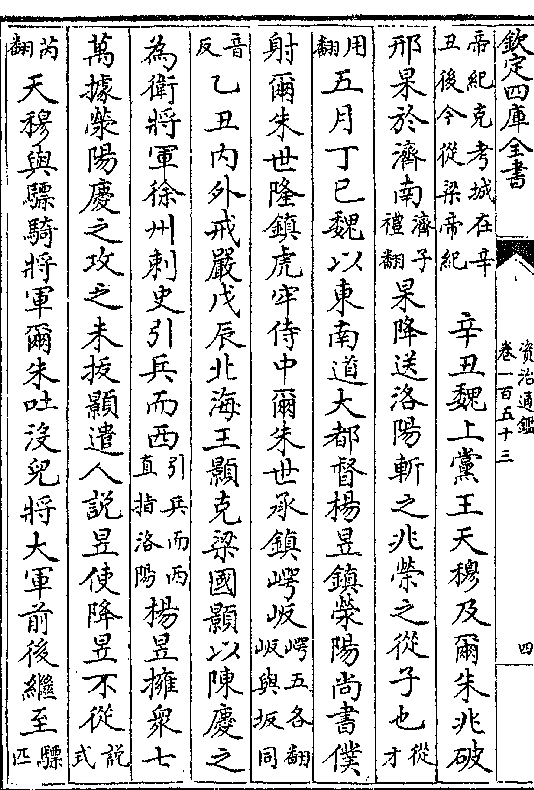 欽定四庫全書
資治通鑑
卷一百五十三
四
帝紀克考城在辛
丑後今從梁帝紀
辛丑魏上黨王天穆及爾朱兆破
邢果於濟南
濟子
禮翻
果降送洛陽斬之兆榮之從子也
從
才
用
翻
五月丁巳魏以東南道大都督楊昱鎮滎陽尚書僕
射爾朱世隆鎮虎牢侍中爾朱世承鎮崿岅
崿五各翻
岅與坂同
音
反
乙丑内外戒嚴戊辰北海王顥克梁國顥以陳慶之
為衛將軍徐州刺史引兵而西
引兵而西
直指洛陽
楊昱擁衆七
萬據滎陽慶之攻之未拔顥遣人説昱使降昱不從
説
式
芮
翻
天穆與驃騎將軍爾朱吐沒兒將大軍前後繼至
驃
匹